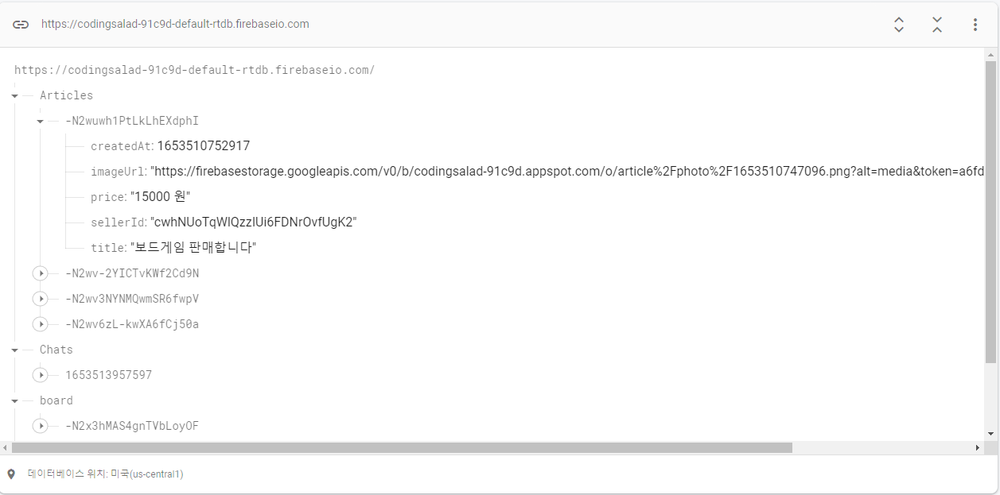 https://codingsalad-91c9d-default-rtdb.firebaseio.com
https://codingsalad-91c9d-default-rtdb.firebaseio.com/
Articles
-N2wuwh1PtLkLhEXdphI
createdAt: 1653510752917
imageUrl: "https://firebasestorage.googleapis.com/v0/b/codingsalad-91c9d.appspot.com/o/article%2Fphoto%2F1653510747096.png?alt=media&token=a6fd
price: "15000 원"
sellerId: "cwhNUoTqWlQzzIUi6FDNrOvfUgK2"
title: "보드게임 판매합니다"
-N2wv-2YICTvKWf2Cd9N
-N2wv3NYNMQwmSR6fwpV
-N2wv6zL-kwXA6fCj50a
Chats
1653513957597
board
-N2x3hMAS4gnTVbLoyOF
데이터베이스 위치: 미국(us-central1)